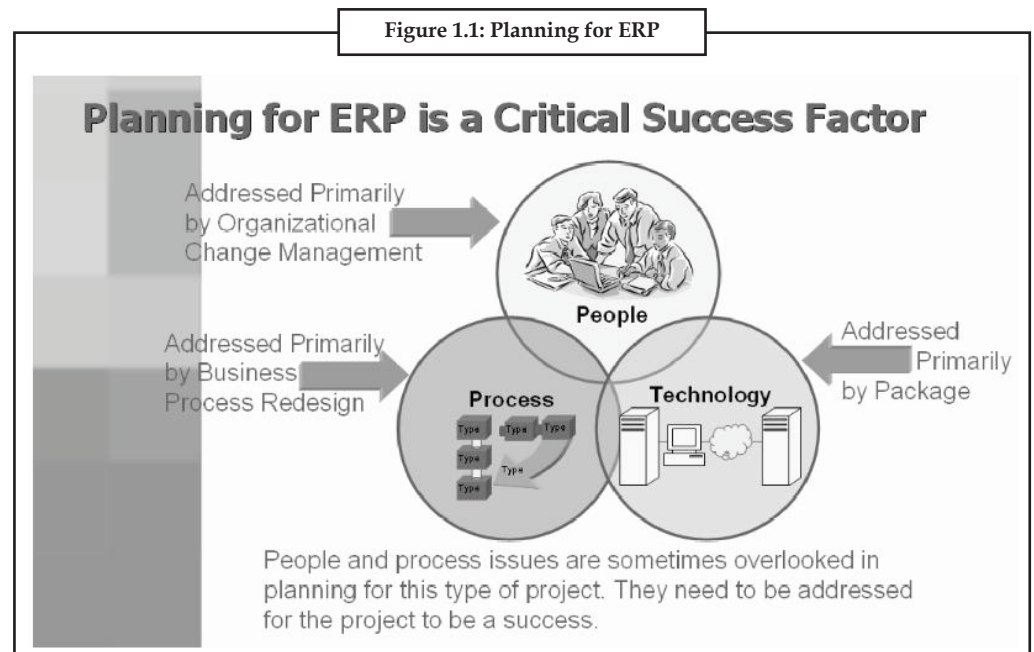 Figure 1.1: Planning for ERP
Planning for ERP is a Critical Success Factor
Addressed Primarily
by Organizational
Change Management
People
Addressed Primarily
by Business
Process Redesign
Addressed
Primarily
by Package
Process
Type Type Type
Type
Type
Type
Technology
People and process issues are sometimes overlooked in
planning for this type of project. They need to be addressed
for the project to be a success.